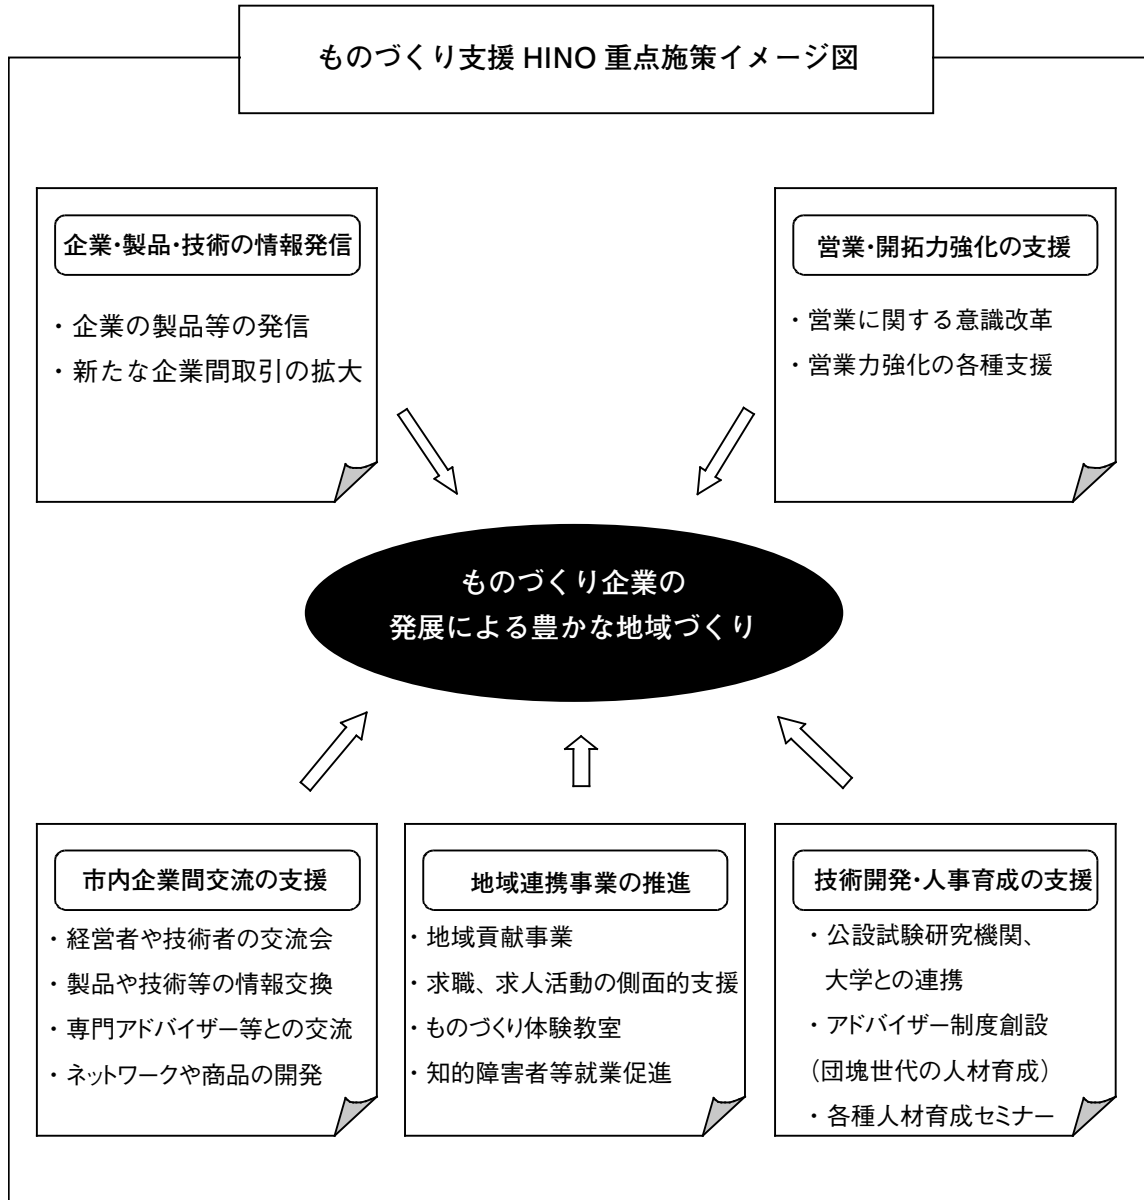 ものづくり支援 HINO 重点施策イメージ図
企業・製品・技術の情報発信
・企業の製品等の発信
・新たな企業間取引の拡大
営業・開拓力強化の支援
・営業に関する意識改革
・営業力強化の各種支援
ものづくり企業の
発展による豊かな地域づくり
市内企業間交流の支援
・経営者や技術者の交流会
・製品や技術等の情報交換
・専門アドバイザー等との交流
・ネットワークや商品の開発
地域連携事業の推進
・地域貢献事業
・求職、求人活動の側面的支援
・ものづくり体験教室
・知的障害者等就業促進
技術開発・人事育成の支援
・公設試験研究機関、
大学との連携
・アドバイザー制度創設
(団塊世代の人材育成)
・各種人材育成セミナー